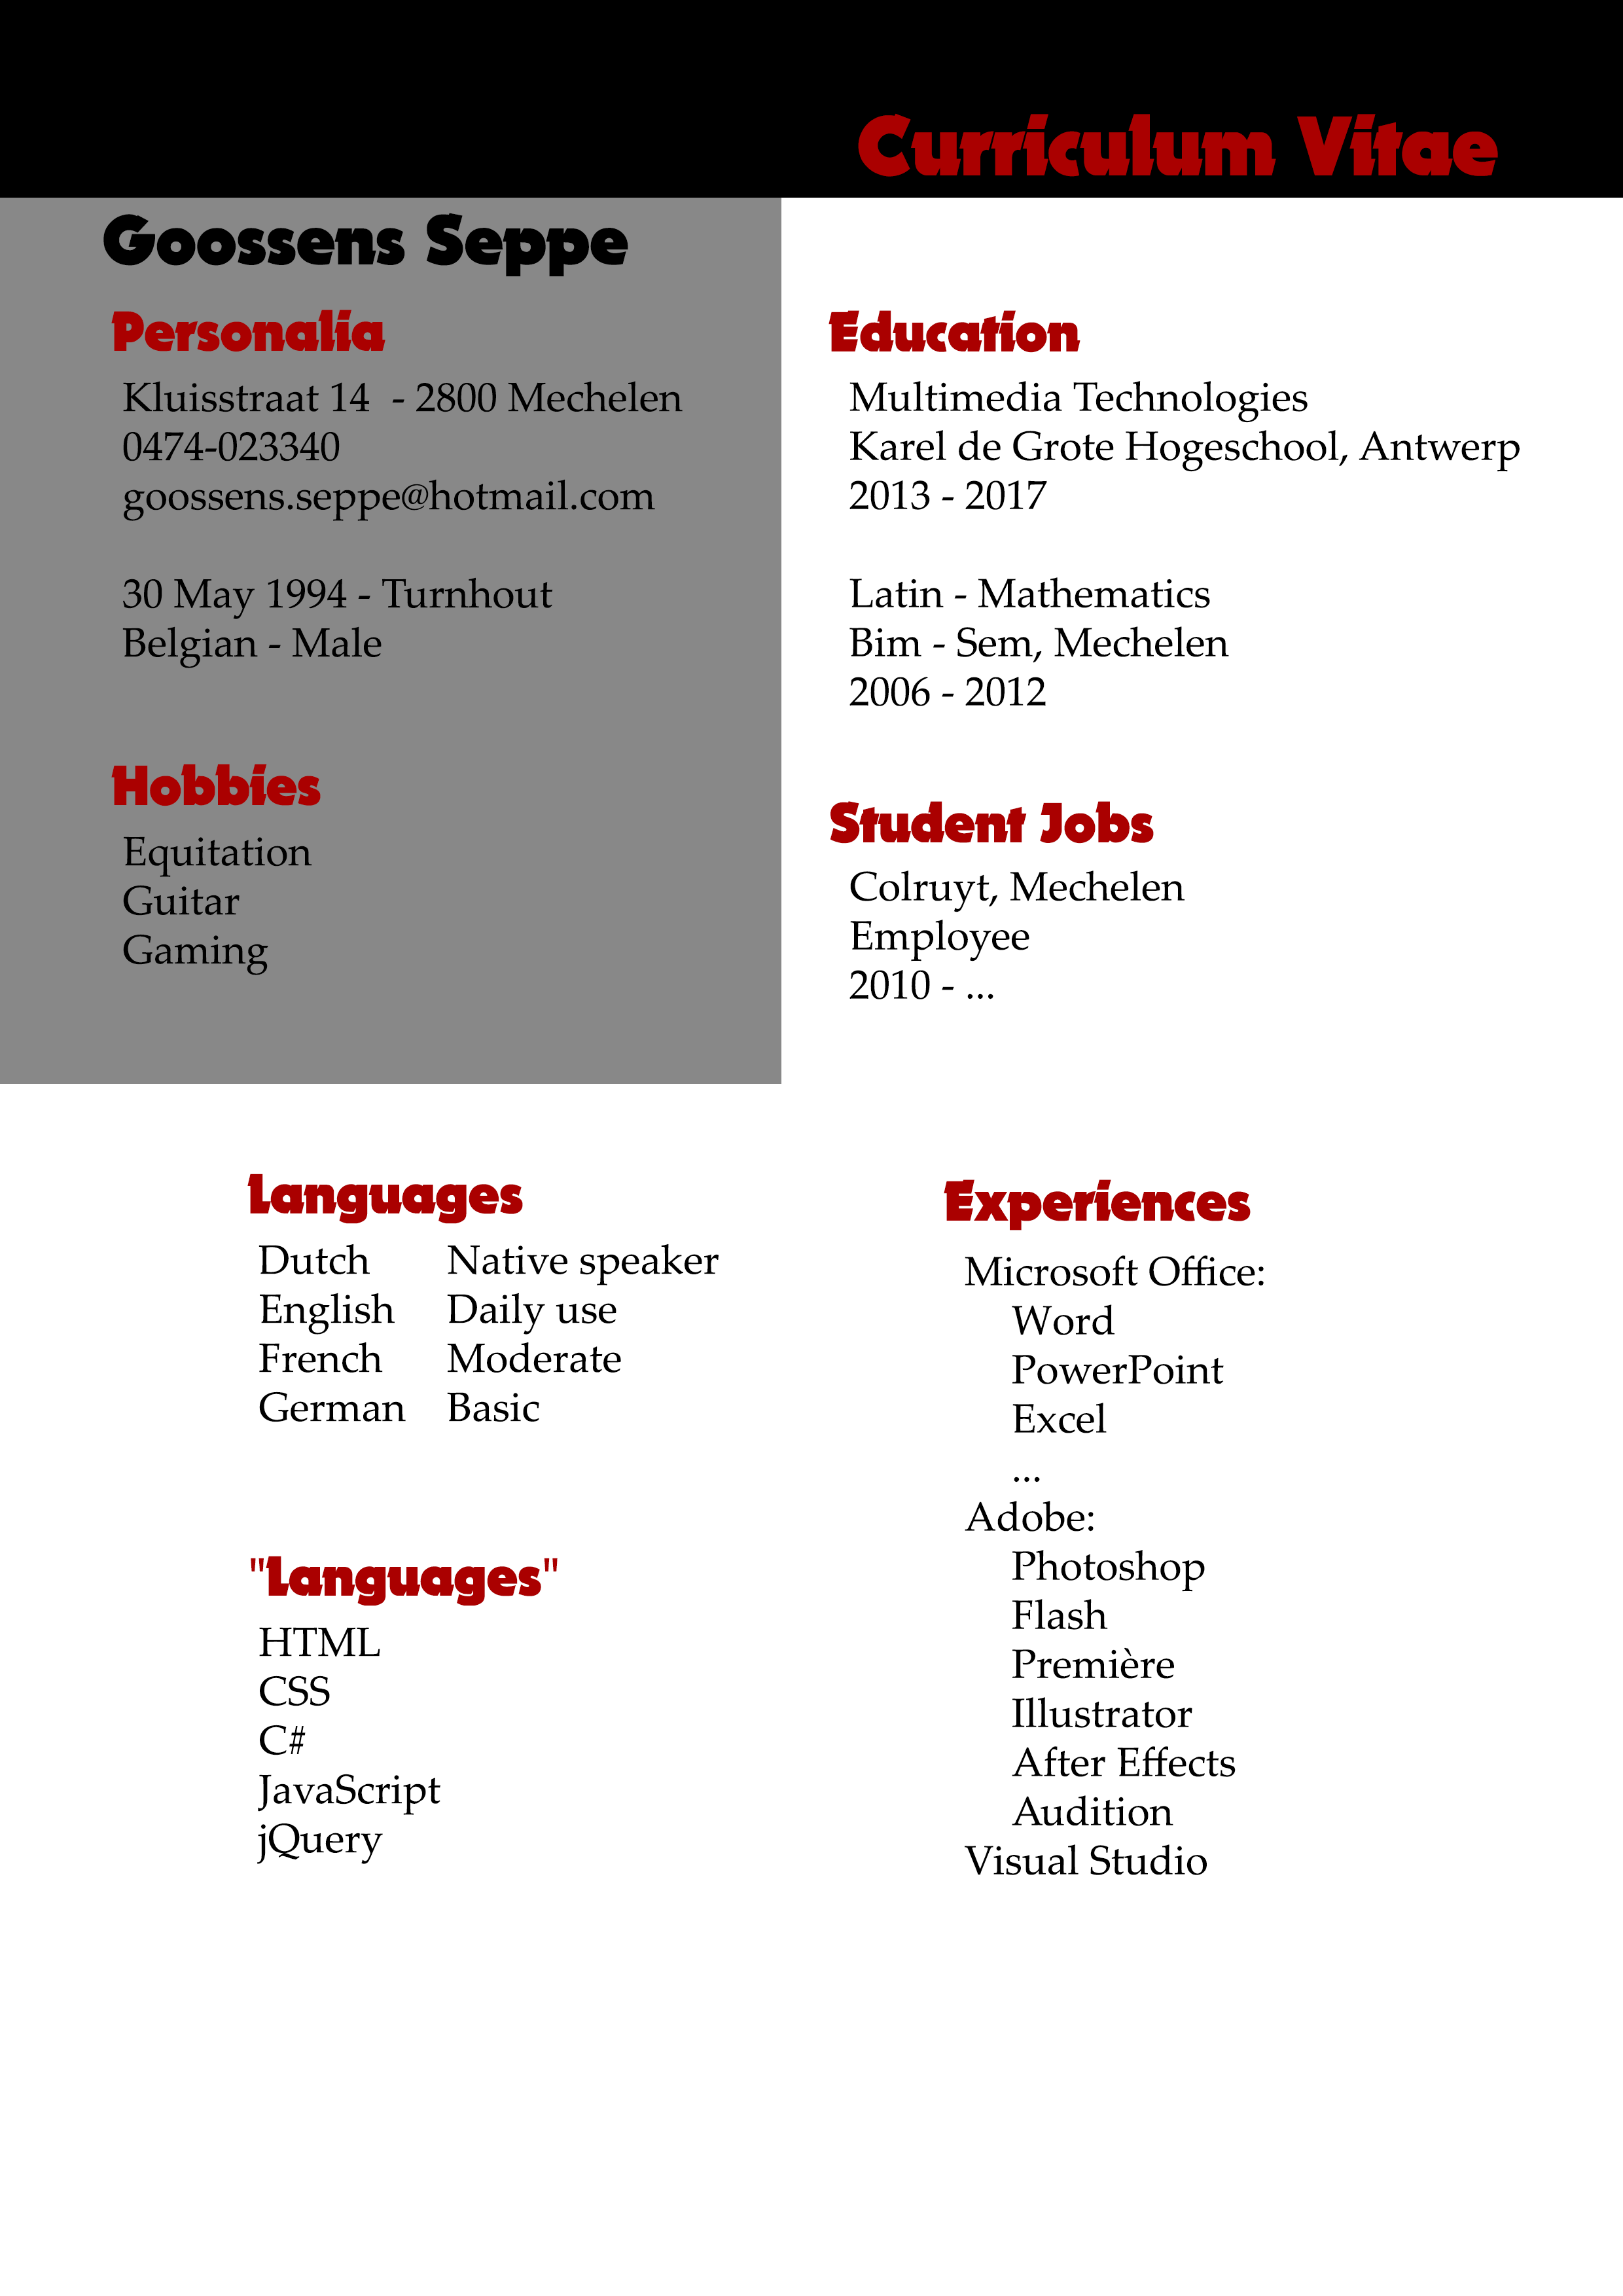 Curriculum Vitae
Goossens Seppe
Personalia
Kluisstraat 14 - 2800 Mechelen
0474-023340
goossens.seppe@hotmail.com
30 May 1994 - Turnhout
Belgian - Male
Hobbies
Equitation
Guitar
Gaming
Education
Multimedia Technologies
Karel de Grote Hogeschool, Antwerp
2013 - 2017
Latin - Mathematics
Bim - Sem, Mechelen
2006 - 2012
Student Jobs
Colruyt, Mechelen
Employee
2010 - ...
Languages
Dutch Native speaker
English Daily use
French Moderate
German Basic
"Languages"
HTML
CSS
C#
JavaScript
jQuery
Experiences
Microsoft Office:
Word
PowerPoint
Excel
...
Adobe:
Photoshop
Flash
Première
Illustrator
After Effects
Audition
Visual Studio